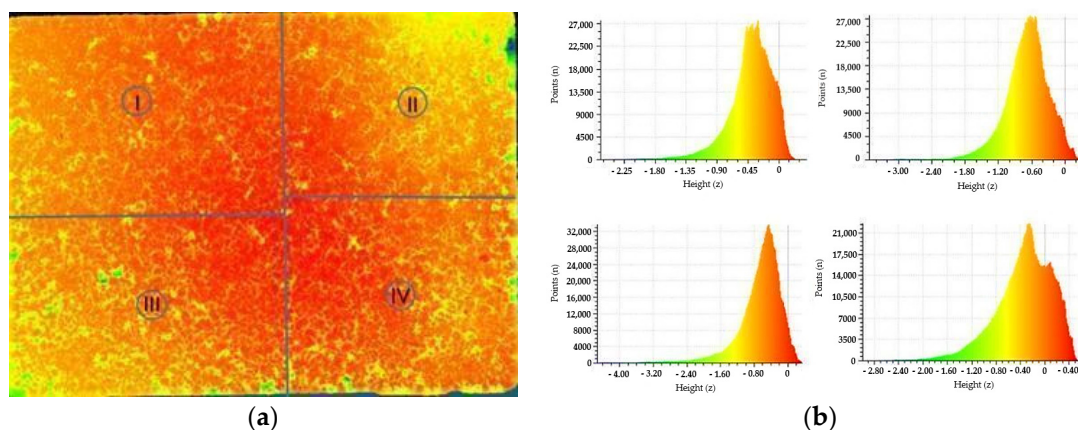 I
II
III
IV
(a)
Points (n)
27,000
22,500
18,000
13,500
9000
4500
0
- 2.25 - 1.80 - 1.35 - 0.90 - 0.45 0
Height (z)
Points (n)
27,000
22,500
18,000
13,500
9000
4500
0
- 3.00 - 2.40 - 1.80 - 1.20 - 0.60 0
Height (z)
Points (n)
32,000
28,000
24,000
20,000
16,000
12,000
8000
4000
0
- 4.00 - 3.20 - 2.40 - 1.60 - 0.80 0
Height (z)
Points (n)
21,000
17,500
14,000
10,500
7000
3500
0
- 2.80 - 2.40 - 2.00 - 1.60 - 1.20 - 0.80 - 0.40 0 - 0.40
Height (z)
(b)